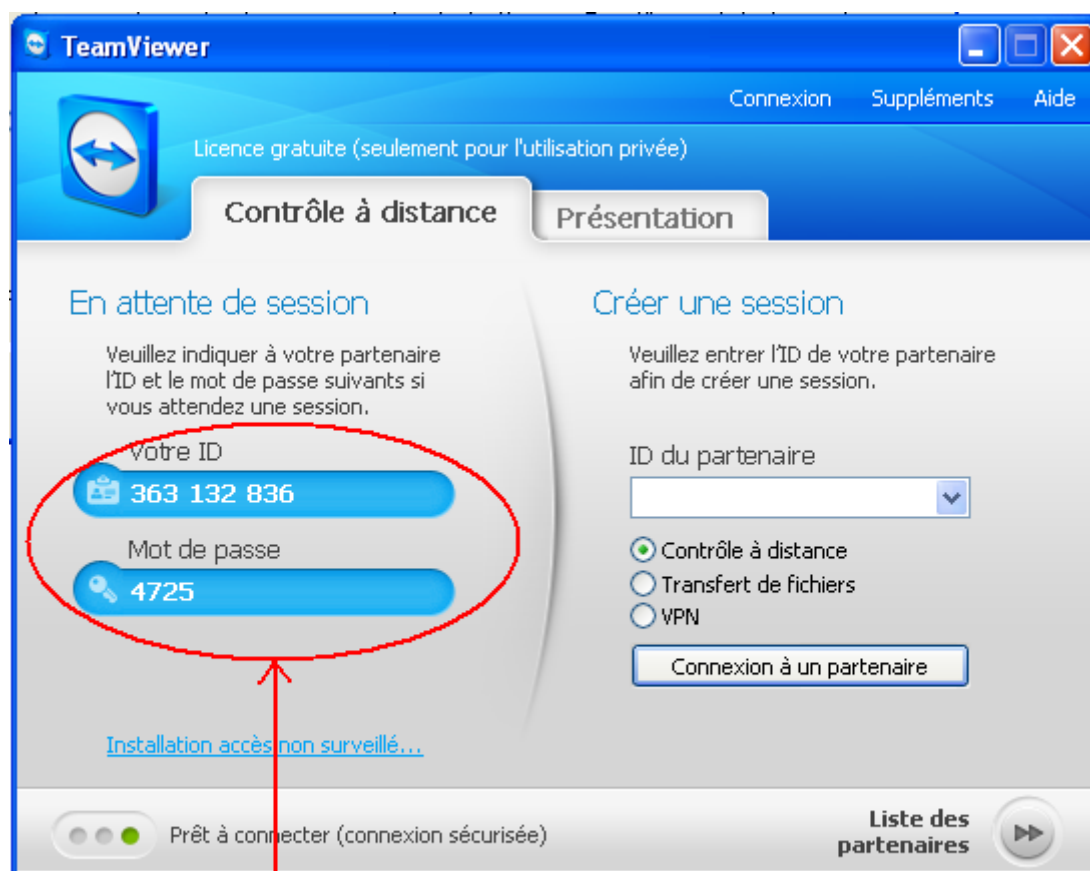 TeamViewer
Connexion Suppléments Aide
Licence gratuite (seulement pour l'utilisation privée)
Contrôle à distance Présentation
En attente de session
Veuillez indiquer à votre partenaire
l'ID et le mot de passe suivants si
vous attendez une session.
Votre ID
363 132 836
Mot de passe
4725
Installation accès non surveillé...
Créer une session
Veuillez entrer l'ID de votre partenaire
afin de créer une session.
ID du partenaire
Contrôle à distance
Transfert de fichiers
VPN
Connexion à un partenaire
Prêt à connecter (connexion sécurisée)
Liste des
partenaires